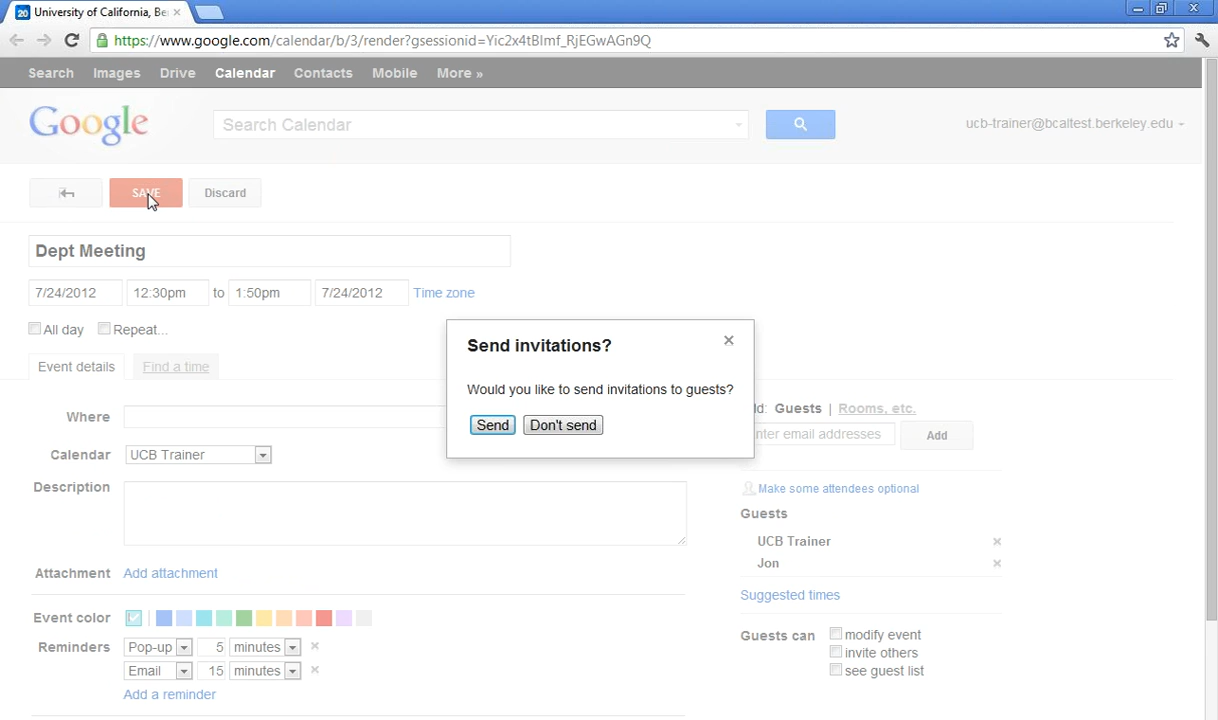 20 University of California, Be
https://www.google.com/calendar/b/3/render?gsessionid=Yic2x4tBlmf_RjEGwAGn9Q
Search Images Drive Calendar Contacts Mobile More »
Google Search Calendar ucb-trainer@bcaltest.berkeley.edu
SAVE Discard
Dept Meeting
7/24/2012 12:30pm to 1:50pm 7/24/2012 Time zone
All day Repeat...
Send invitations?
Event details Find a time
Would you like to send invitations to guests?
Send Don't send
Where
Guests | Rooms, etc.
nter email addresses Add
Calendar UCB Trainer
Description
Make some attendees optional
Guests
UCB Trainer
Jon
Attachment Add attachment
Suggested times
Event color
Reminders Pop-up 5 minutes
Email 15 minutes
Add a reminder
Guests can modify event
invite others
see guest list